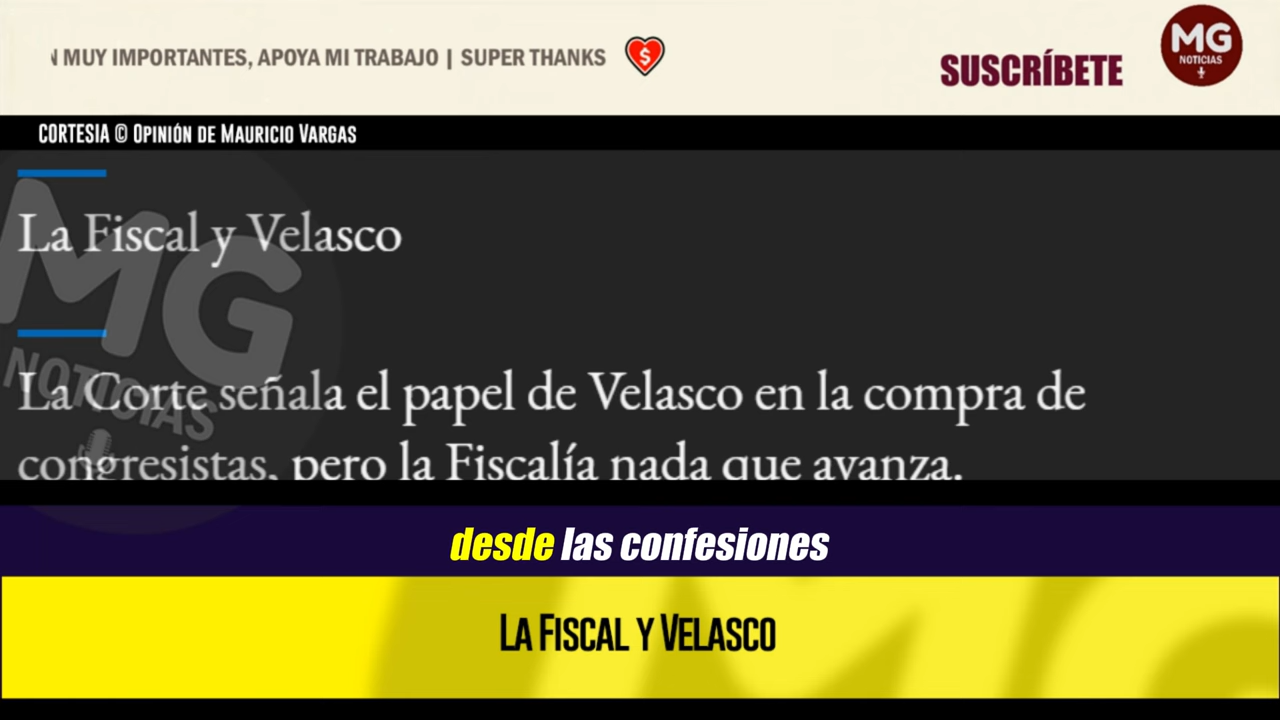 N MUY IMPORTANTES, APOYA MI TRABAJO | SUPER THANKS
SUSCRÍBETE
MG
NOTICIAS
CORTESIA © OPINIÓN DE MAURICIO VARGAS
La Fiscal y Velasco
MG
NOTICIAS
La Corte señala el papel de Velasco en la compra de
congresistas, pero la Fiscalía nada que avanza.
desde las confesiones
LA FISCAL Y VELASCO